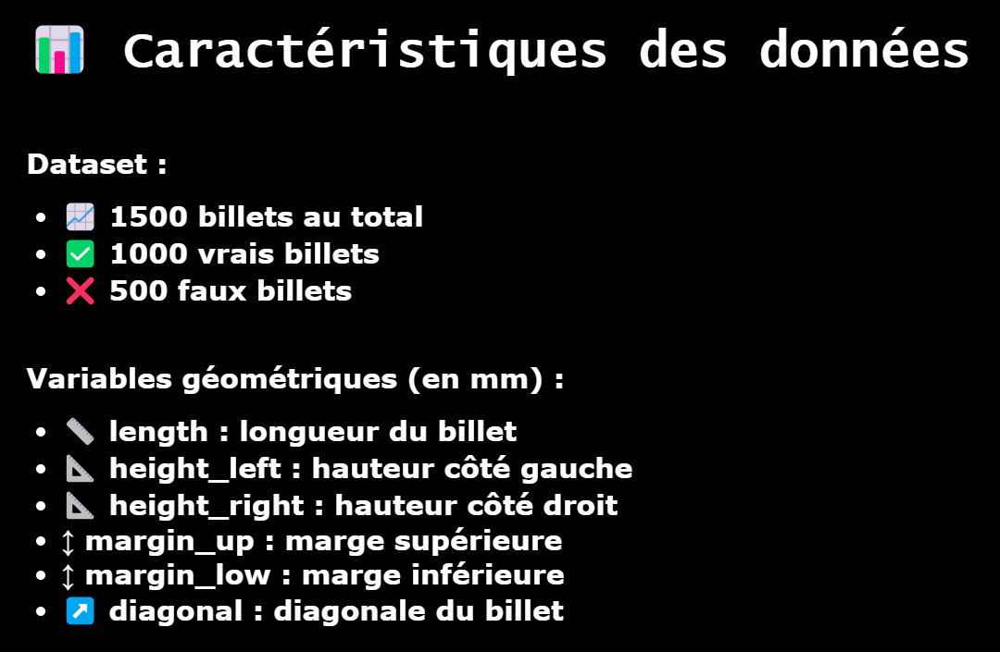 Caractéristiques des données
Dataset :
1500 billets au total
1000 vrais billets
500 faux billets
Variables géométriques (en mm) :
length : longueur du billet
height_left : hauteur côté gauche
height_right : hauteur côté droit
margin_up : marge supérieure
margin_low : marge inférieure
diagonal : diagonale du billet